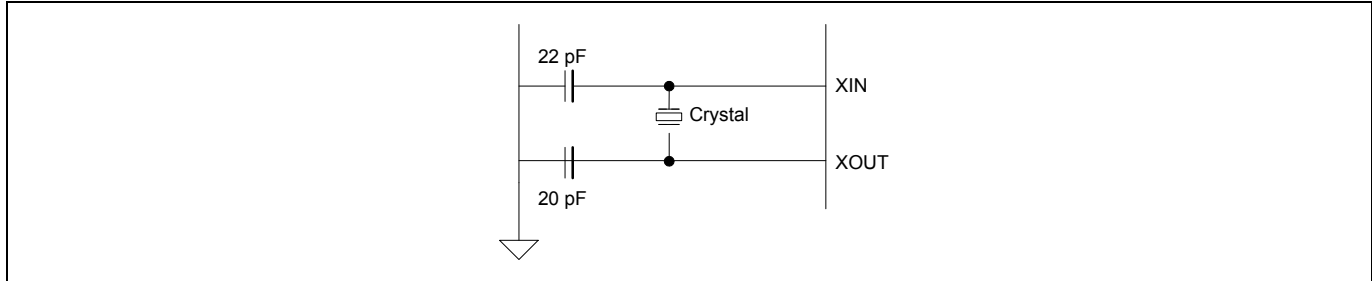 22 pF
XIN
Crystal
XOUT
20 pF